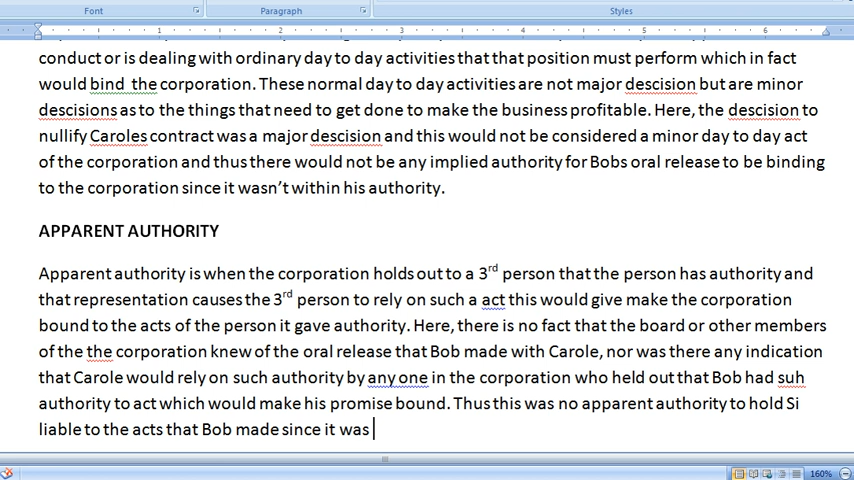 Font Paragraph Styles
1 2 3 4 5 6
conduct or is dealing with ordinary day to day activities that that position must perform which in fact
would bind the corporation. These normal day to day activities are not major descision but are minor
descisions as to the things that need to get done to make the business profitable. Here, the descision to
nullify Caroles contract was a major descision and this would not be considered a minor day to day act
of the corporation and thus there would not be any implied authority for Bobs oral release to be binding
to the corporation since it wasn't within his authority.
APPARENT AUTHORITY
Apparent authority is when the corporation holds out to a 3rd person that the person has authority and
that representation causes the 3rd person to rely on such a act this would give make the corporation
bound to the acts of the person it gave authority. Here, there is no fact that the board or other members
of the the corporation knew of the oral release that Bob made with Carole, nor was there any indication
that Carole would rely on such authority by any one in the corporation who held out that Bob had suh
authority to act which would make his promise bound. Thus this was no apparent authority to hold Si
liable to the acts that Bob made since it was
160%